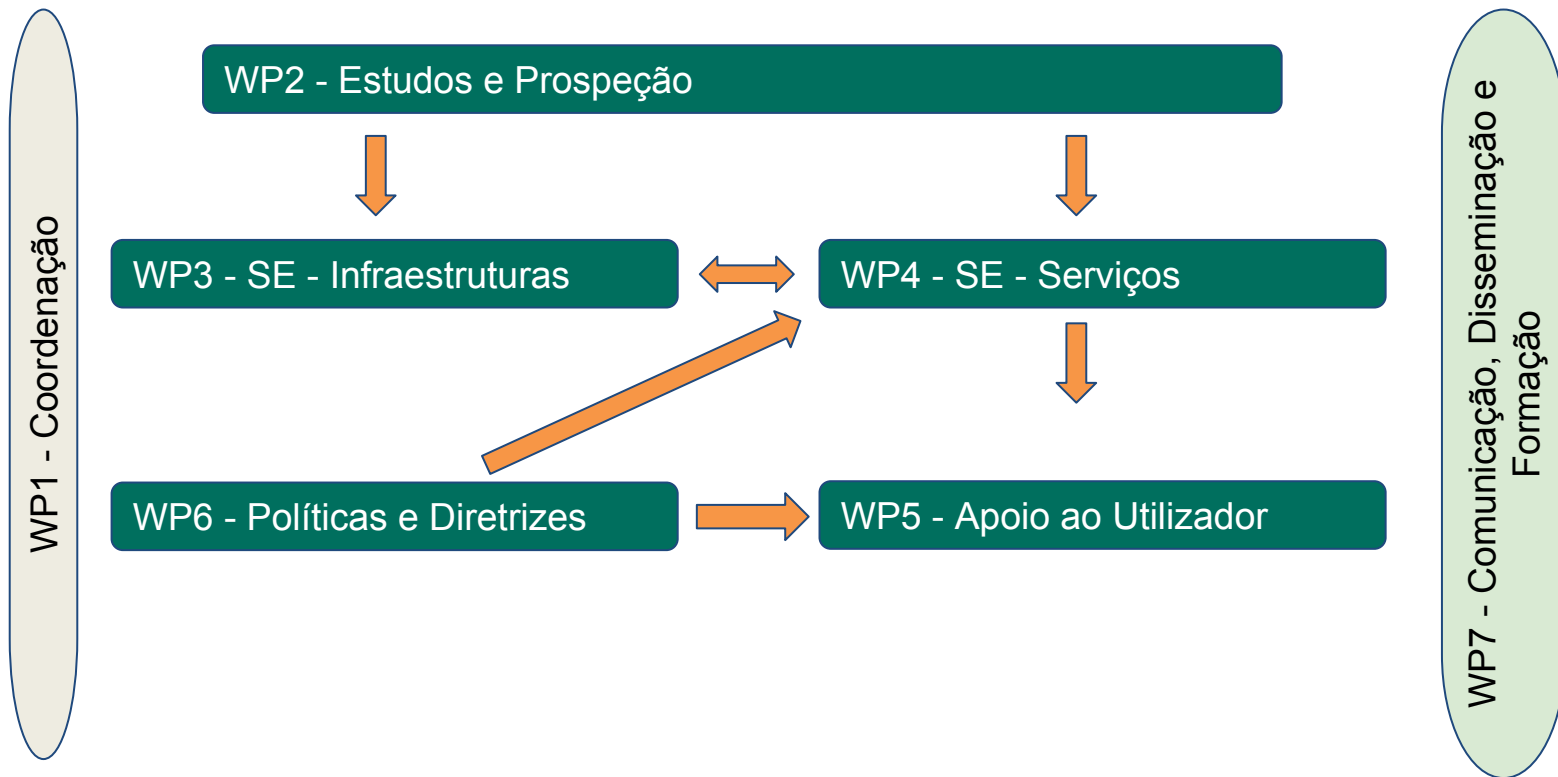 WP1 - Coordenação
WP2 - Estudos e Prospeção
WP3 - SE - Infraestruturas
WP4 - SE - Serviços
WP6 - Políticas e Diretrizes
WP5 - Apoio ao Utilizador
WP7 - Comunicação, Disseminação e
Formação